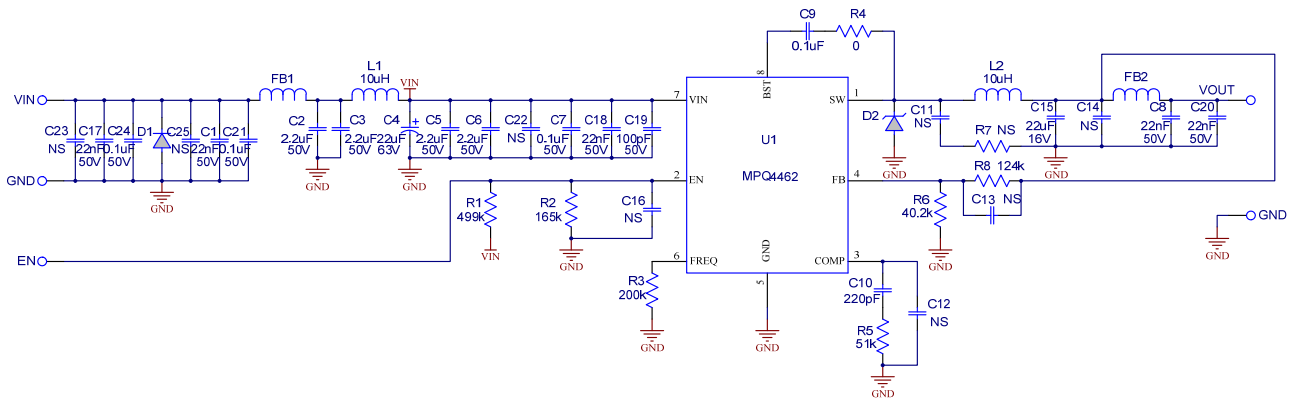 C9
R4
0.1uF
0
L1
10uH
FB1
VIN
L2
10uH
FB2
VIN
VOUT
8
BST
7
VIN
SW
1
C23
NS
C17
22nF
50V
C24
0.1uF
50V
D1
C25
NS
C1
22nF
50V
C21
0.1uF
50V
C2
2.2uF
50V
C3
2.2uF
50V
C4
+
22uF
63V
C5
2.2uF
50V
C6
2.2uF
50V
C22
NS
C7
0.1uF
50V
C18
22nF
50V
C19
100pF
50V
U1
MPQ4462
D2
C11
NS
R7 NS
C15
22uF
16V
C14
NS
C8
22nF
50V
C20
22nF
50V
GND
GND
GND
GND
GND
GND
2
EN
FB
4
R8 124k
C13
NS
R1
499k
VIN
R2
165k
GND
C16
NS
R6
40.2k
GND
GND
GND
EN
6
FREQ
GND
5
COMP
3
R3
200k
GND
GND
C10
220pF
R5
51k
C12
NS
GND